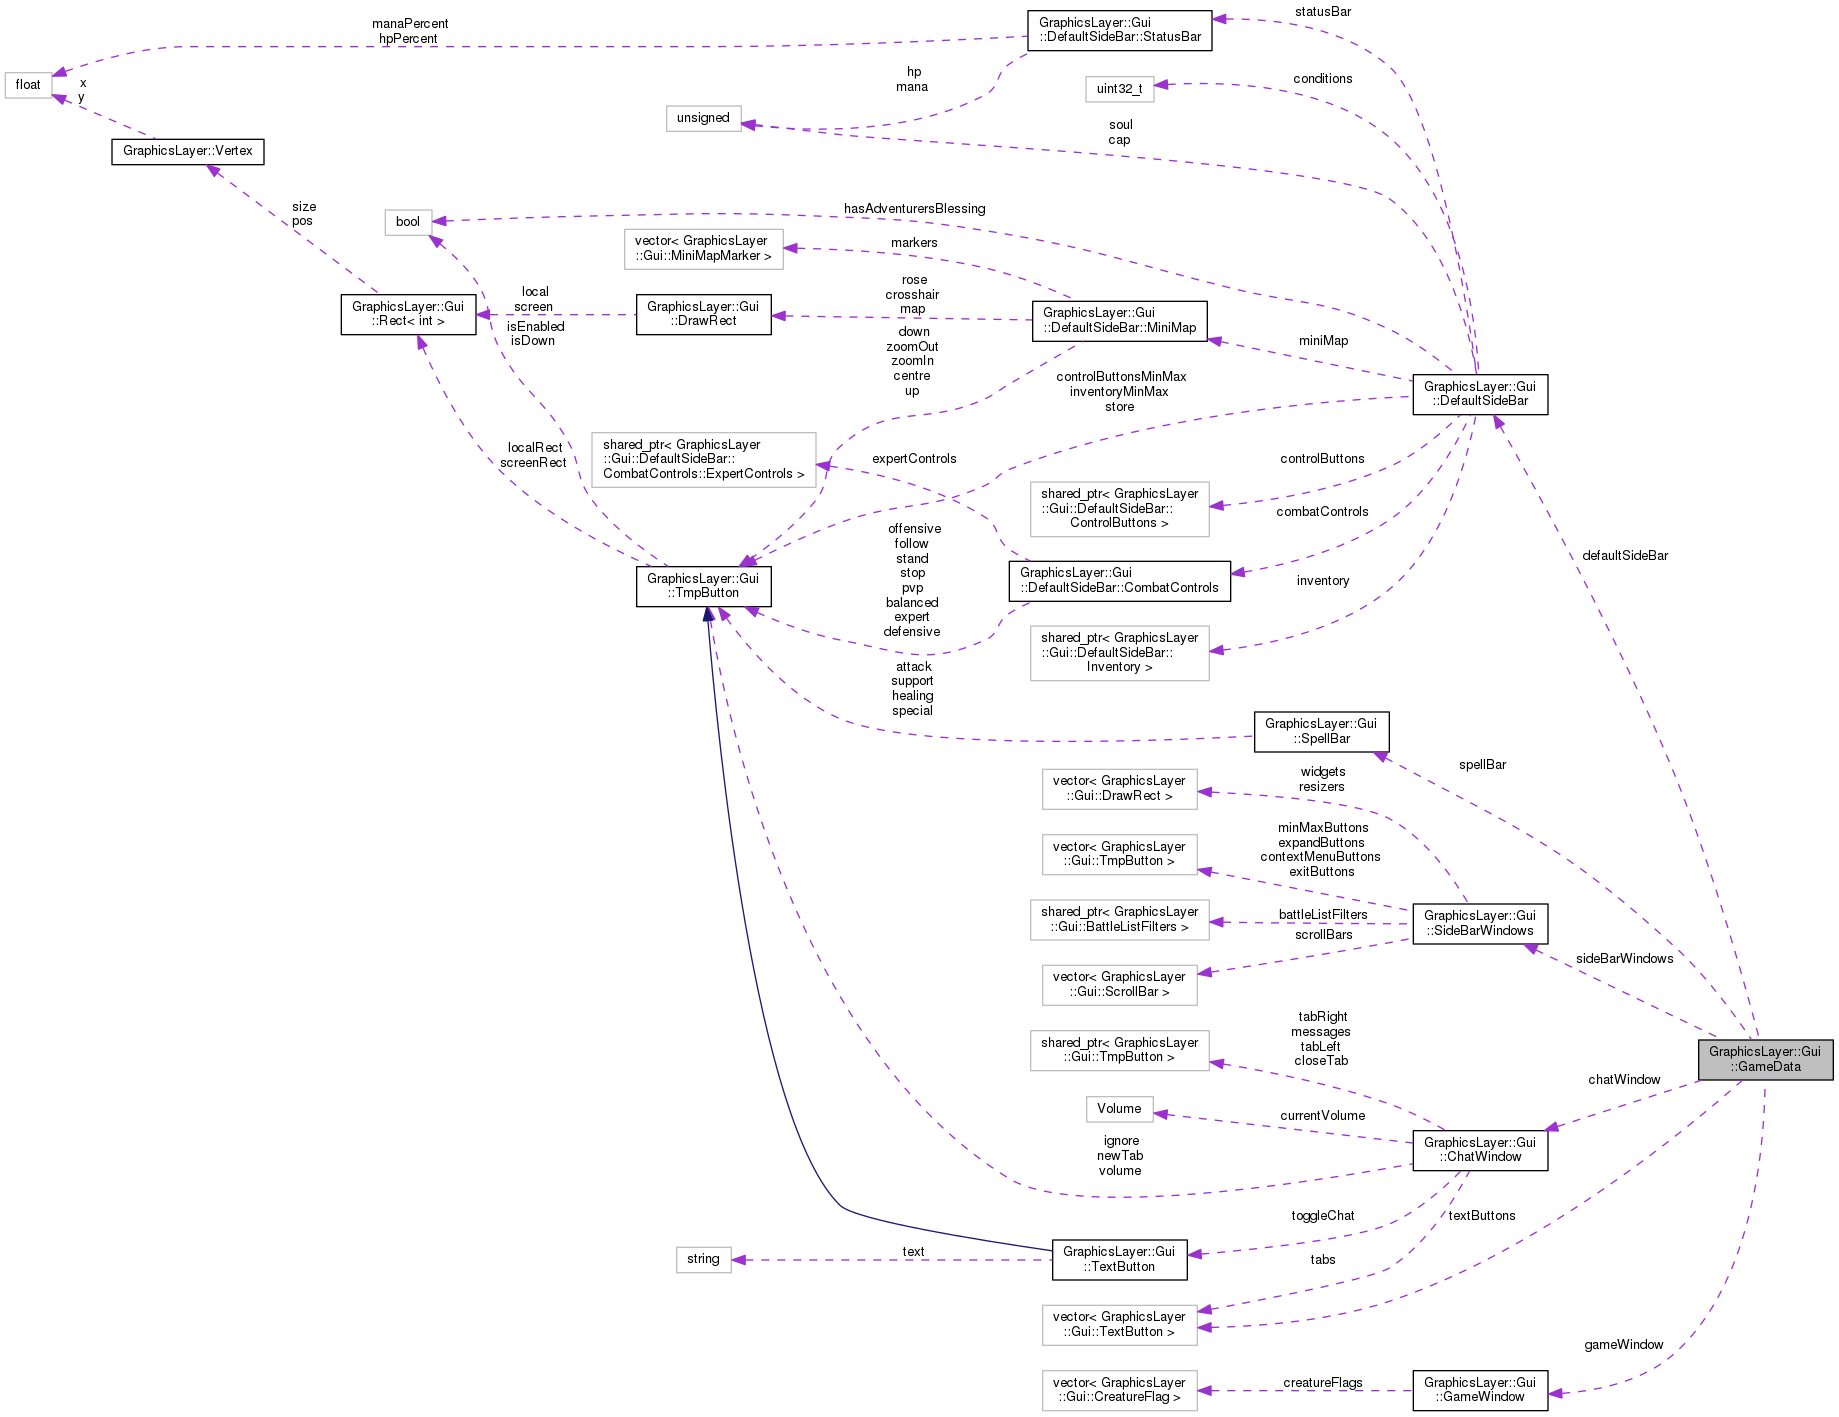 manaPercent
hpPercent
GraphicsLayer::Gui
::DefaultSideBar::StatusBar
statusBar
float
x
y
hp
mana
uint32_t
conditions
unsigned
soul
cap
GraphicsLayer::Vertex
size
pos
bool
hasAdventurersBlessing
vector< GraphicsLayer
::Gui::MiniMapMarker >
markers
GraphicsLayer::Gui
::Rect< int >
local
screen
isEnabled
isDown
GraphicsLayer::Gui
::DrawRect
rose
crosshair
map
down
zoomOut
zoomIn
centre
up
GraphicsLayer::Gui
::DefaultSideBar::MiniMap
miniMap
controlButtonsMinMax
inventoryMinMax
store
GraphicsLayer::Gui
::DefaultSideBar
localRect
screenRect
shared_ptr< GraphicsLayer
::Gui::DefaultSideBar::
CombatControls::ExpertControls >
expertControls
controlButtons
shared_ptr< GraphicsLayer
::Gui::DefaultSideBar::
ControlButtons >
combatControls
offensive
follow
stand
stop
pvp
balanced
expert
defensive
GraphicsLayer::Gui
::DefaultSideBar::CombatControls
defaultSideBar
inventory
GraphicsLayer::Gui
::TmpButton
shared_ptr< GraphicsLayer
::Gui::DefaultSideBar::
Inventory >
attack
support
healing
special
GraphicsLayer::Gui
::SpellBar
spellBar
vector< GraphicsLayer
::Gui::DrawRect >
widgets
resizers
vector< GraphicsLayer
::Gui::TmpButton >
minMaxButtons
expandButtons
contextMenuButtons
exitButtons
shared_ptr< GraphicsLayer
::Gui::BattleListFilters >
battleListFilters
scrollBars
GraphicsLayer::Gui
::SideBarWindows
sideBarWindows
vector< GraphicsLayer
::Gui::ScrollBar >
tabRight
messages
tabLeft
closeTab
shared_ptr< GraphicsLayer
::Gui::TmpButton >
GraphicsLayer::Gui
::GameData
chatWindow
Volume
currentVolume
ignore
newTab
volume
GraphicsLayer::Gui
::ChatWindow
toggleChat
textButtons
string
text
GraphicsLayer::Gui
::TextButton
tabs
vector< GraphicsLayer
::Gui::TextButton >
gameWindow
vector< GraphicsLayer
::Gui::CreatureFlag >
creatureFlags
GraphicsLayer::Gui
::GameWindow